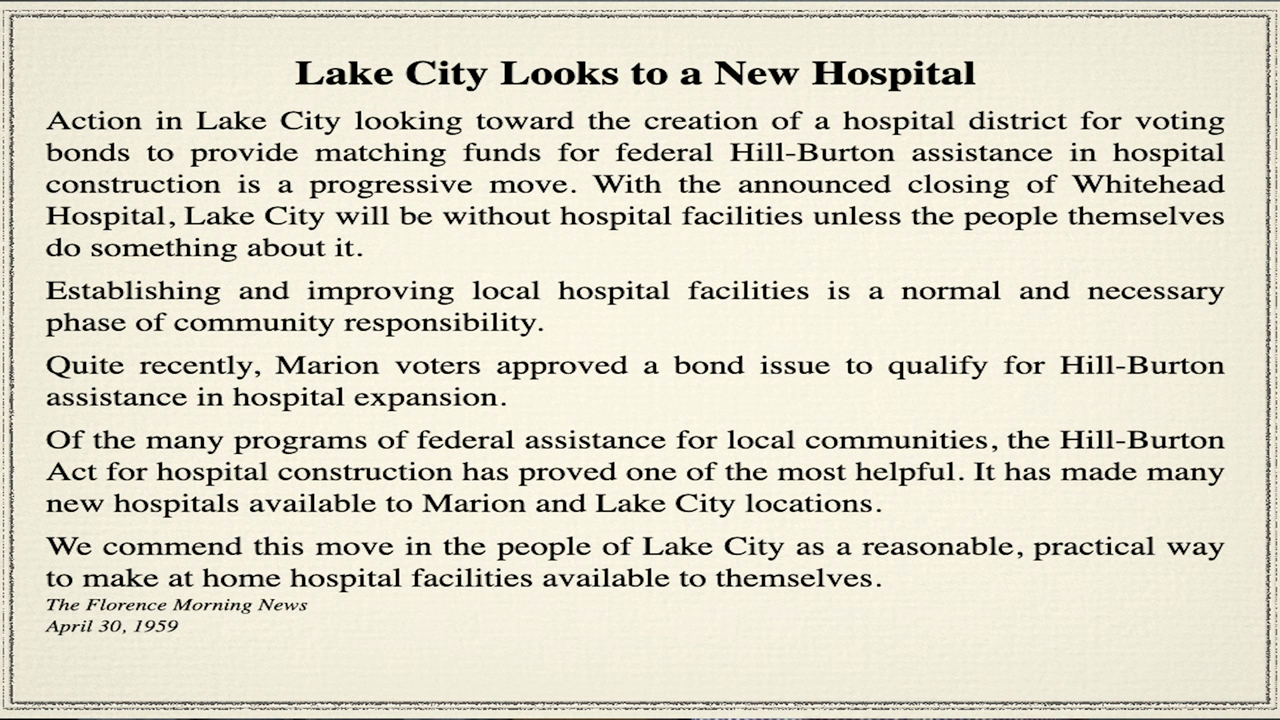 Lake City Looks to a New Hospital
Action in Lake City looking toward the creation of a hospital district for voting
bonds to provide matching funds for federal Hill-Burton assistance in hospital
construction is a progressive move. With the announced closing of Whitehead
Hospital, Lake City will be without hospital facilities unless the people themselves
do something about it.
Establishing and improving local hospital facilities is a normal and necessary
phase of community responsibility.
Quite recently, Marion voters approved a bond issue to qualify for Hill-Burton
assistance in hospital expansion.
Of the many programs of federal assistance for local communities, the Hill-Burton
Act for hospital construction has proved one of the most helpful. It has made many
new hospitals available to Marion and Lake City locations.
We commend this move in the people of Lake City as a reasonable, practical way
to make at home hospital facilities available to themselves.
The Florence Morning News
April 30, 1959